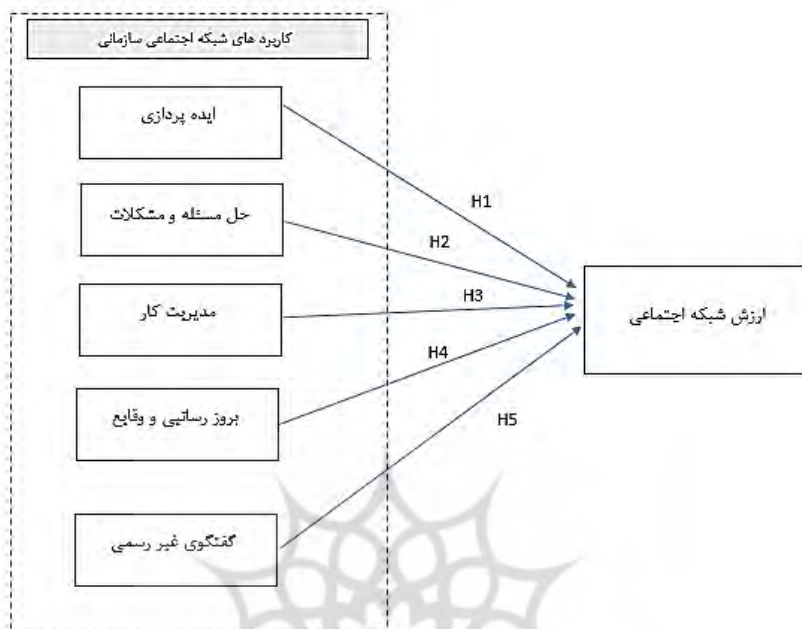 کاربرد های شبکه اجتماعی سازمانی
ایده پردازی
H1
حل مسئله و مشکلات
H2
مدیریت کار
H3
ارزش شبکه اجتماعی
بروز رسانیی و وقایع
H4
گفتگوی غیر رسمی
H5